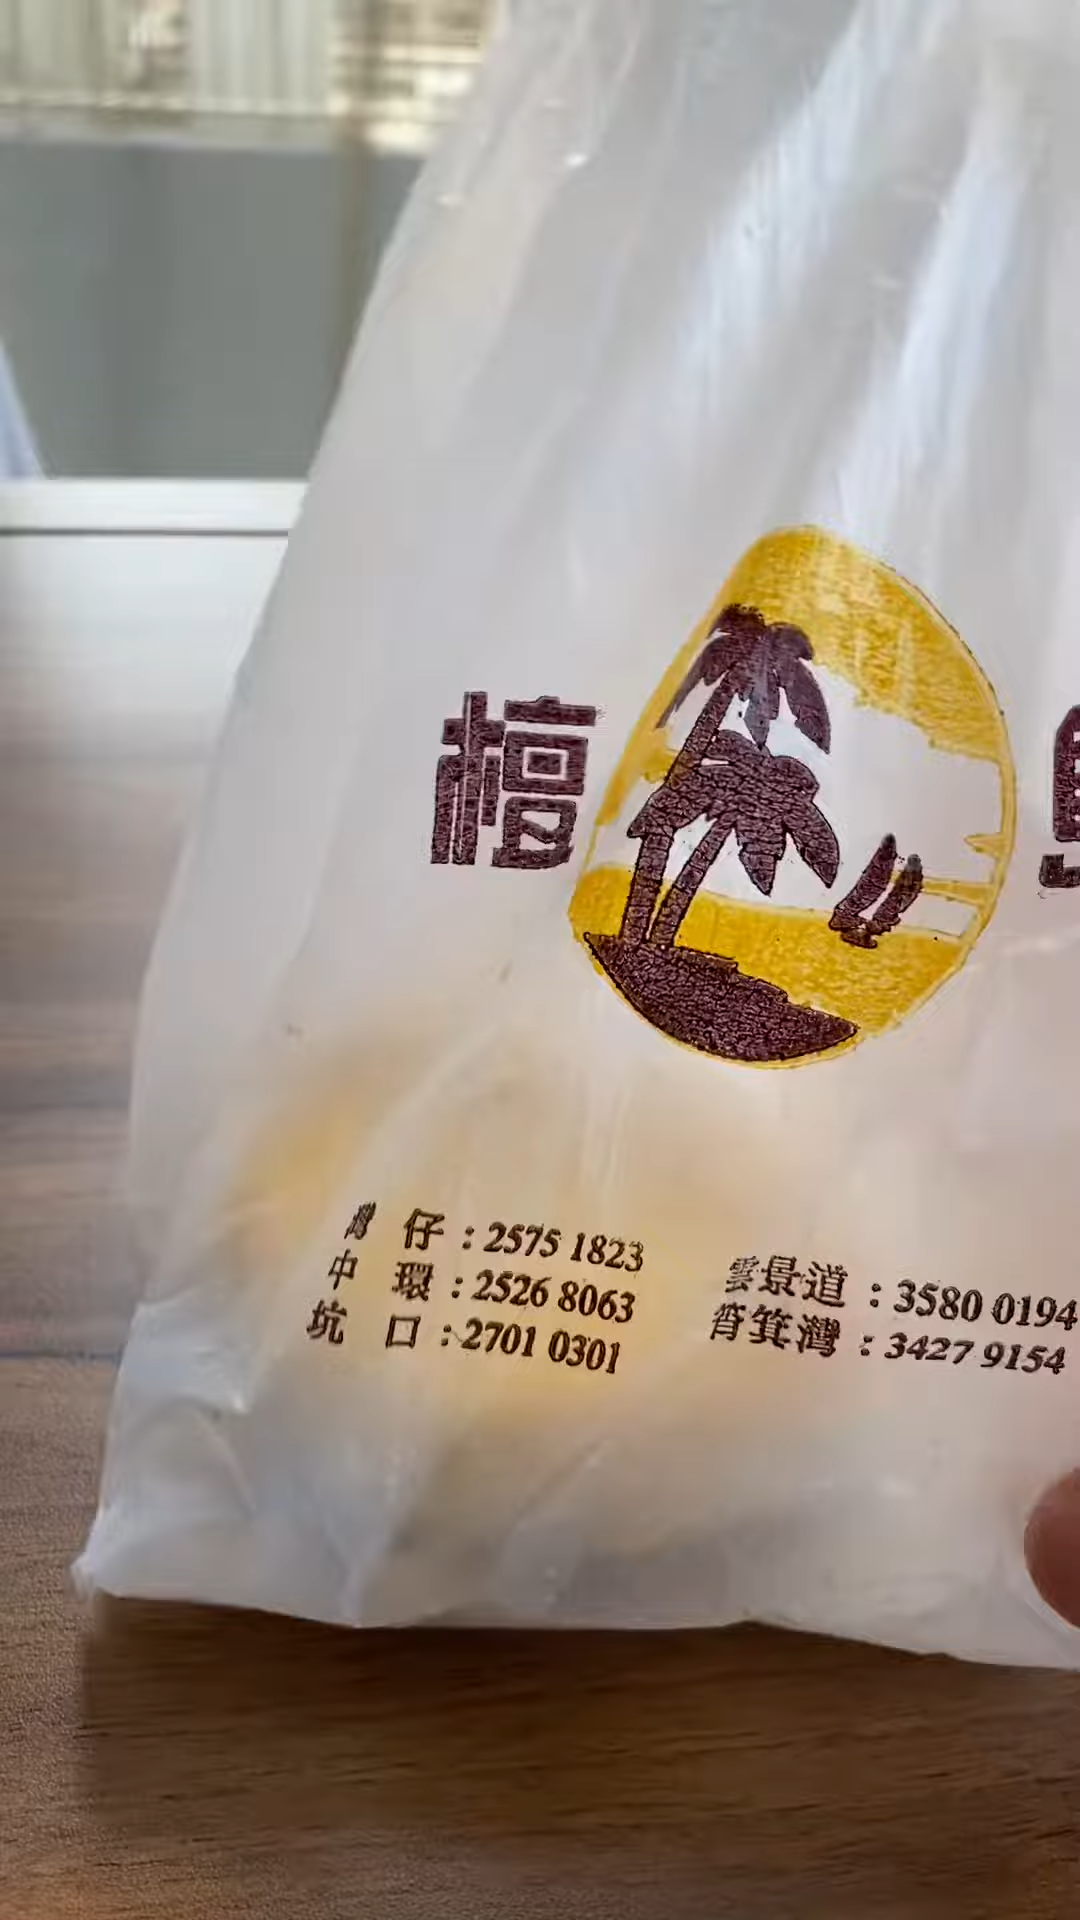 檀
灣 仔：2575 1823
中 環：2526 8063
坑 口：2701 0301
雲景道：3580 0194
筲箕灣：3427 9154